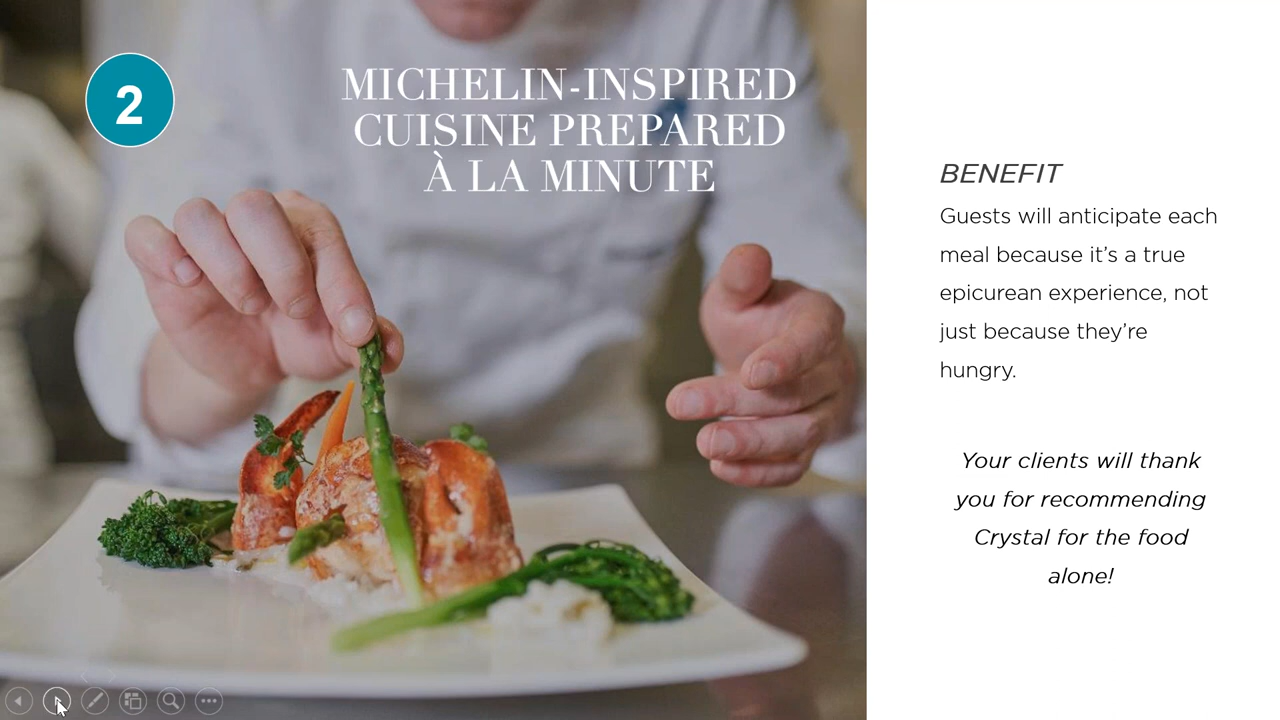 2
MICHELIN-INSPIRED
CUISINE PREPARED
À LA MINUTE
BENEFIT
Guests will anticipate each
meal because it’s a true
epicurean experience, not
just because they’re
hungry.
Your clients will thank
you for recommending
Crystal for the food
alone!